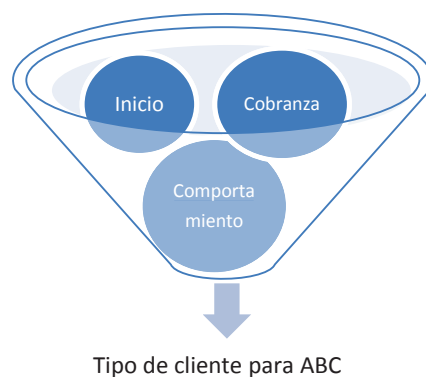 Inicio
Cobranza
Comporta
miento
Tipo de cliente para ABC